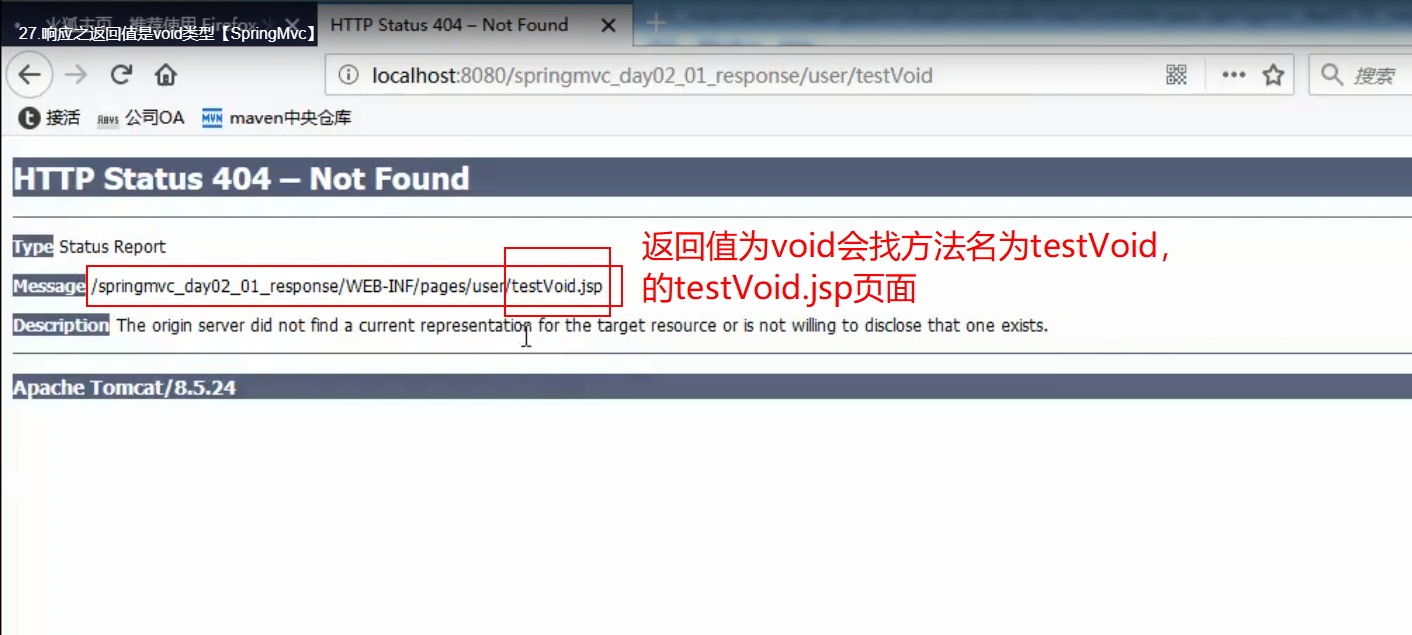 27.响应之返回值是void类型【SpringMvc】
HTTP Status 404 – Not Found
localhost:8080/springmvc_day02_01_response/user/testVoid
搜索
接活
公司OA
MVN maven中央仓库
HTTP Status 404 – Not Found
Type Status Report
返回值为void会找方法名为testVoid，
的testVoid.jsp页面
Message /springmvc_day02_01_response/WEB-INF/pages/user/testVoid.jsp
Description The origin server did not find a current representation for the target resource or is not willing to disclose that one exists.
Apache Tomcat/8.5.24